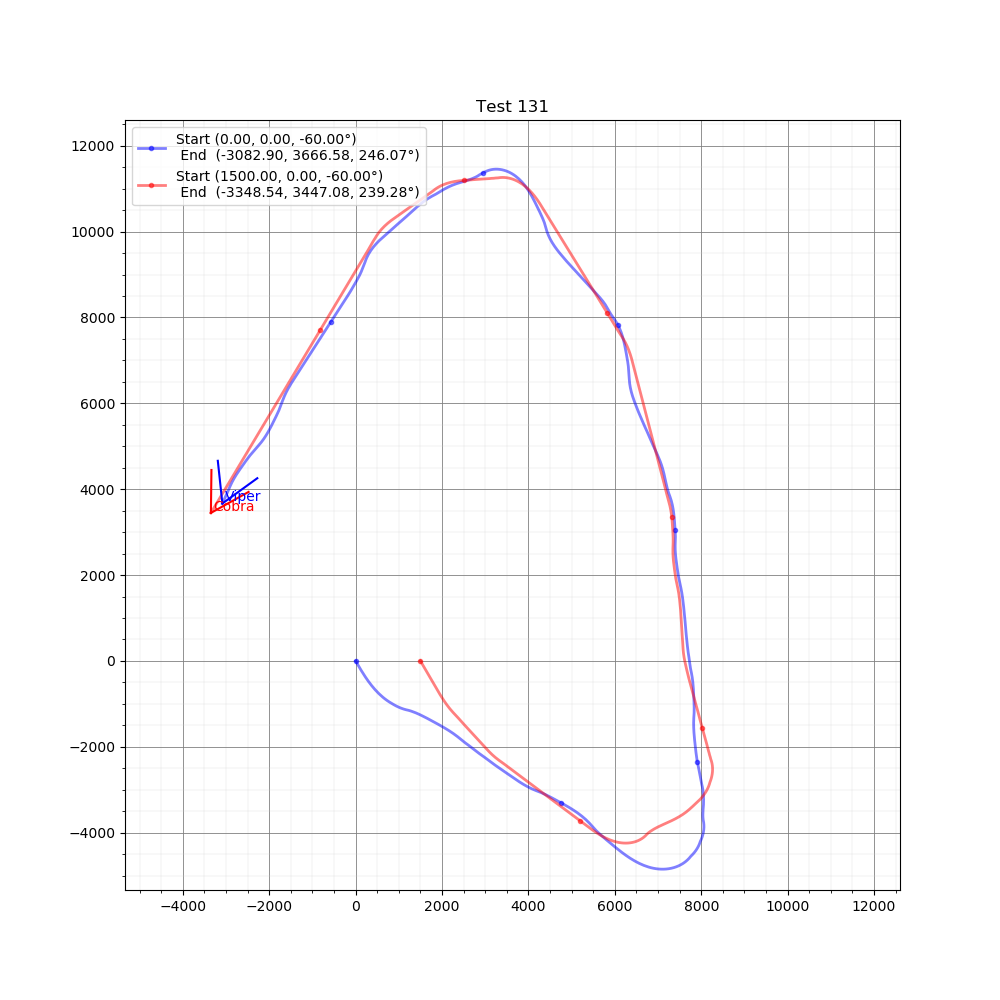 Test 131
Start (0.00, 0.00, -60.00°)
End (-3082.90, 3666.58, 246.07°)
Start (1500.00, 0.00, -60.00°)
End (-3348.54, 3447.08, 239.28°)
12000
10000
8000
6000
4000
2000
0
−2000
−4000
Viper
Cobra
−4000 −2000 0 2000 4000 6000 8000 10000 12000